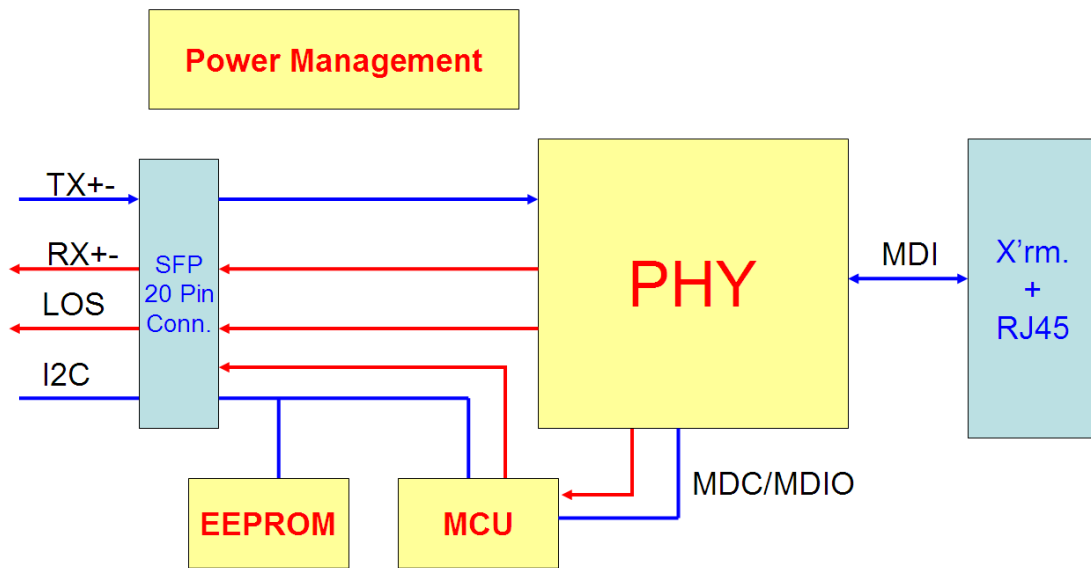 Power Management
TX+-
RX+-
LOS
I2C
SFP
20 Pin
Conn.
PHY
MDI
X'rm.
+
RJ45
MDC/MDIO
EEPROM
MCU